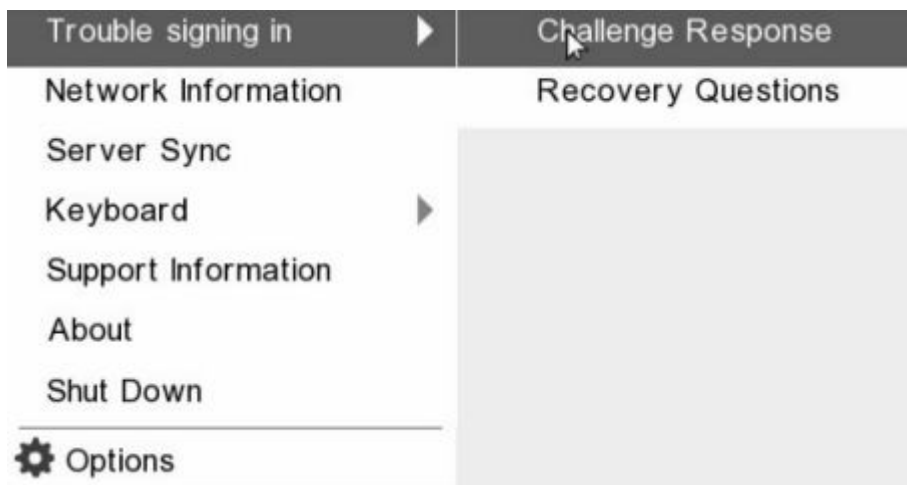 Trouble signing in
Network Information
Server Sync
Keyboard
Support Information
About
Shut Down
Options
Challenge Response
Recovery Questions